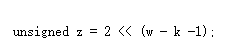 unsigned z = 2 << (w - k -1);